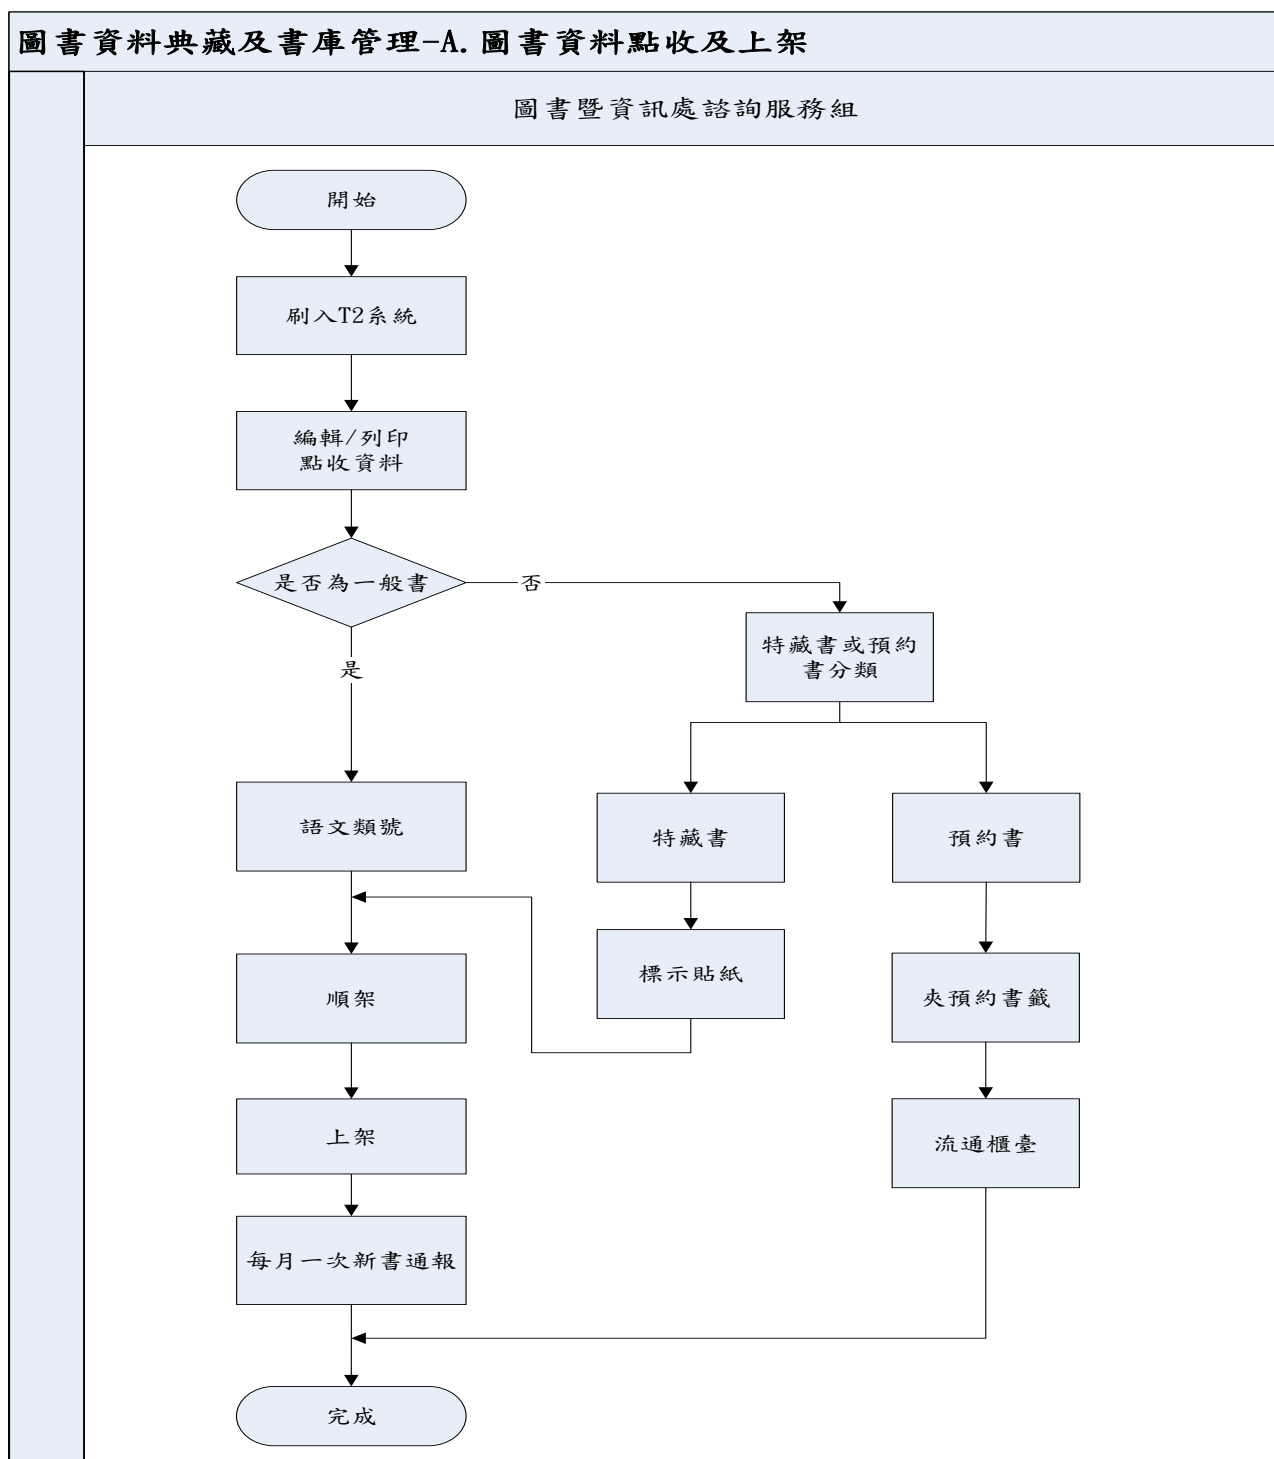 圖書資料典藏及書庫管理-A.圖書資料點收及上架
圖書暨資訊處諮詢服務組
開始
刷入T2系統
編輯/列印
點收資料
是否為一般書
否
特藏書或預約
書分類
是
語文類號
特藏書
預約書
標示貼紙
夾預約書籤
順架
上架
流通櫃臺
每月一次新書通報
完成